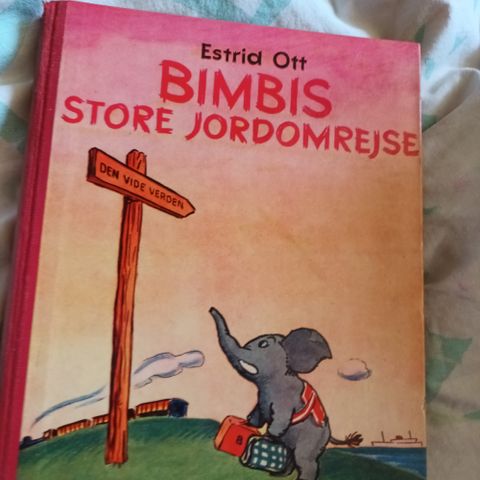 Estrid Ott
BIMBIS
STORE JORDOMREJSE
DEN VIDE VERDEN
B